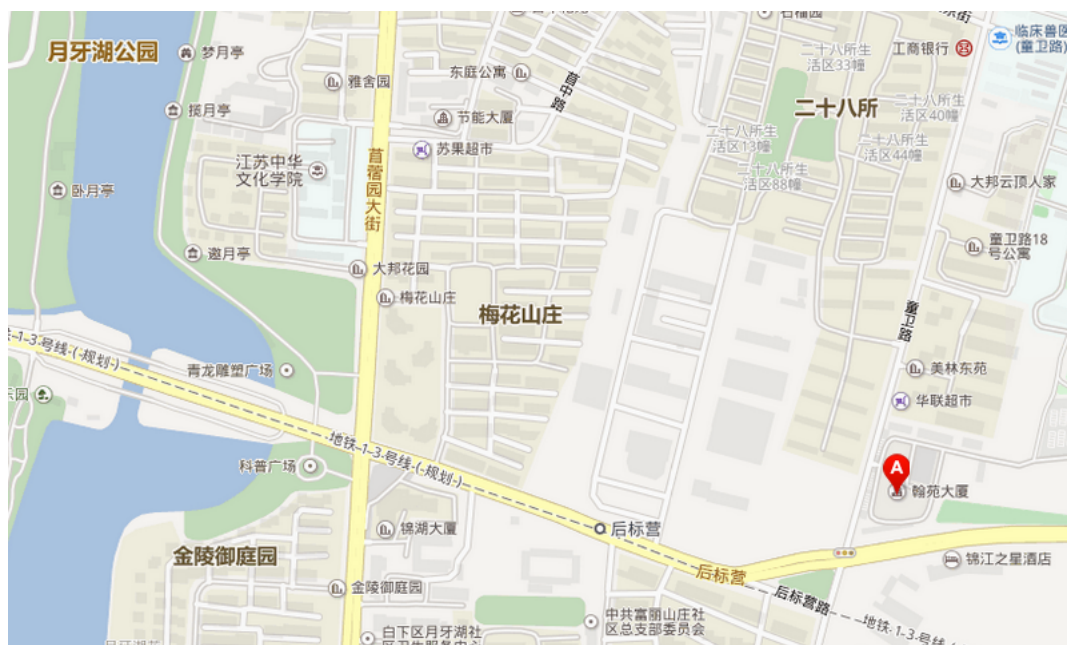 月牙湖公园
梦月亭
揽月亭
卧月亭
邀月亭
雅舍园
东庭公寓
节能大厦
苏果超市
江苏中华
文化学院
苜蓿园大街
苜中路
石榴园
二十八所生
活区33幢
二十八所
二十八所生
活区40幢
二十八所生
活区13幢
二十八所生
活区44幢
二十八所生
活区88幢
工商银行
临床兽医
(童卫路)
大邦云顶人家
童卫路18
号公寓
童卫路
大邦花园
梅花山庄
梅花山庄
青龙雕塑广场
号线(规划)
乐园
地铁1-3-号线(规划)
科普广场
美林东苑
华联超市
A
翰苑大厦
锦湖大厦
后标营
金陵御庭园
金陵御庭园
后标营
后标营路
锦江之星酒店
中共富丽山庄社
区总支部委员会
白下区月牙湖社
地铁1-3-号线